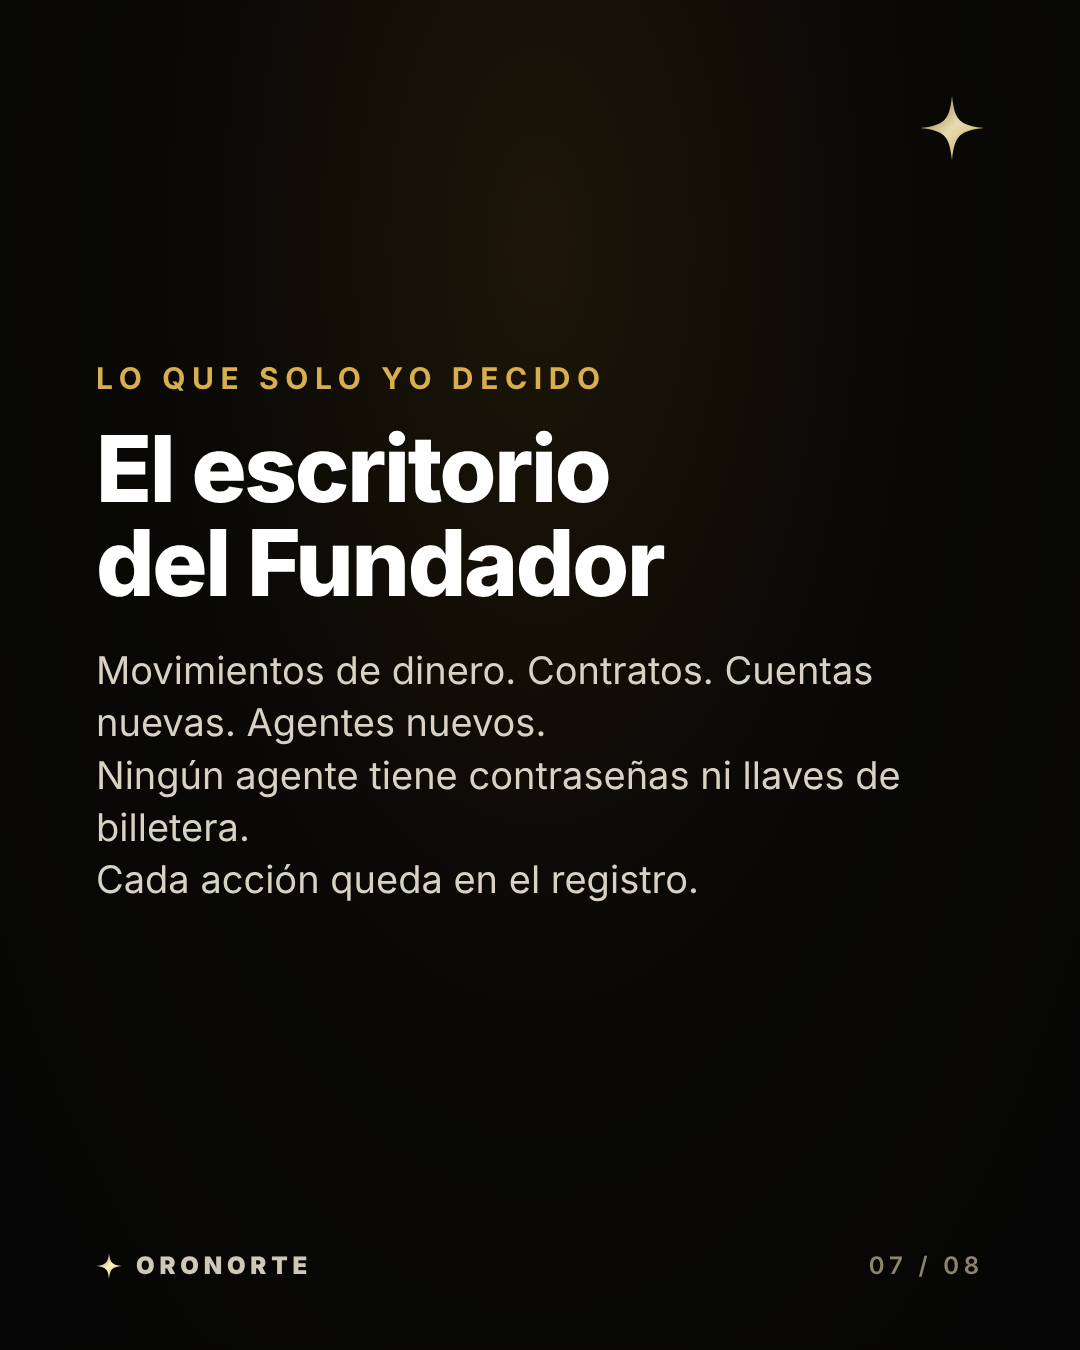 LO QUE SOLO YO DECIDO
El escritorio
del Fundador
Movimientos de dinero. Contratos. Cuentas
nuevas. Agentes nuevos.
Ningún agente tiene contraseñas ni llaves de
billetera.
Cada acción queda en el registro.
ORONORTE
07 / 08